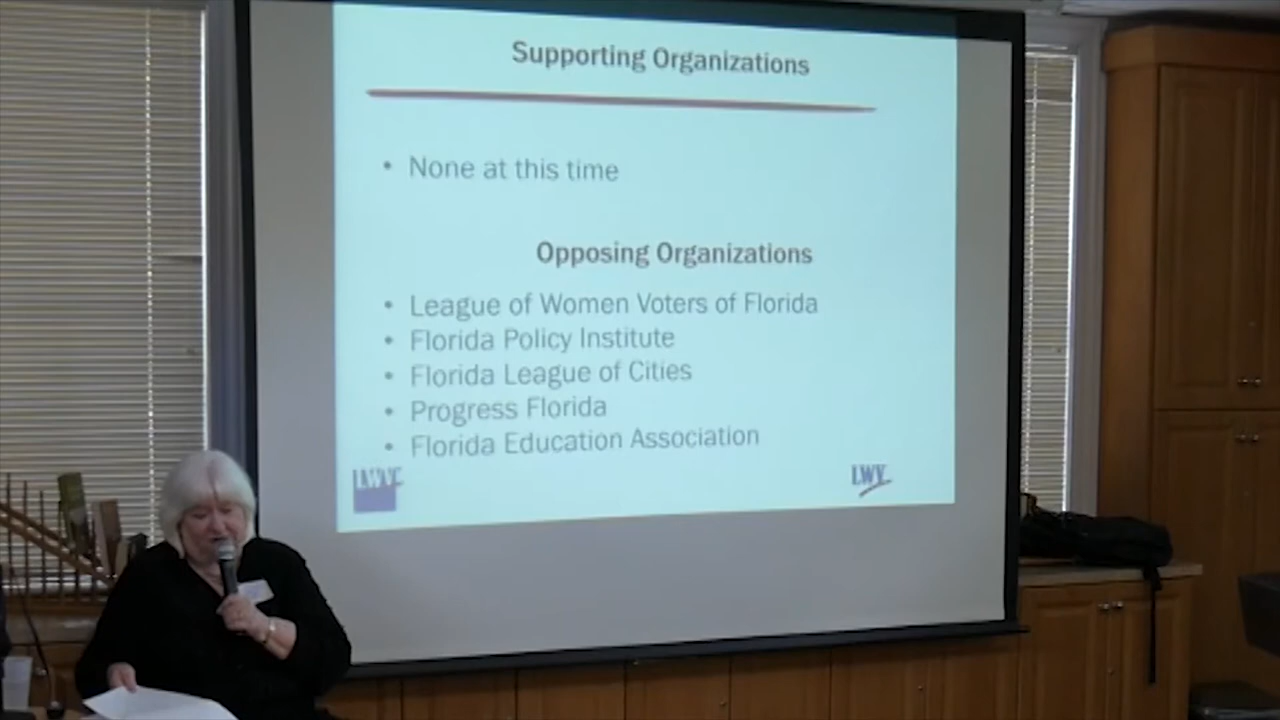 Supporting Organizations
• None at this time
Opposing Organizations
• League of Women Voters of Florida
• Florida Policy Institute
• Florida League of Cities
• Progress Florida
• Florida Education Association
LWV
LWV